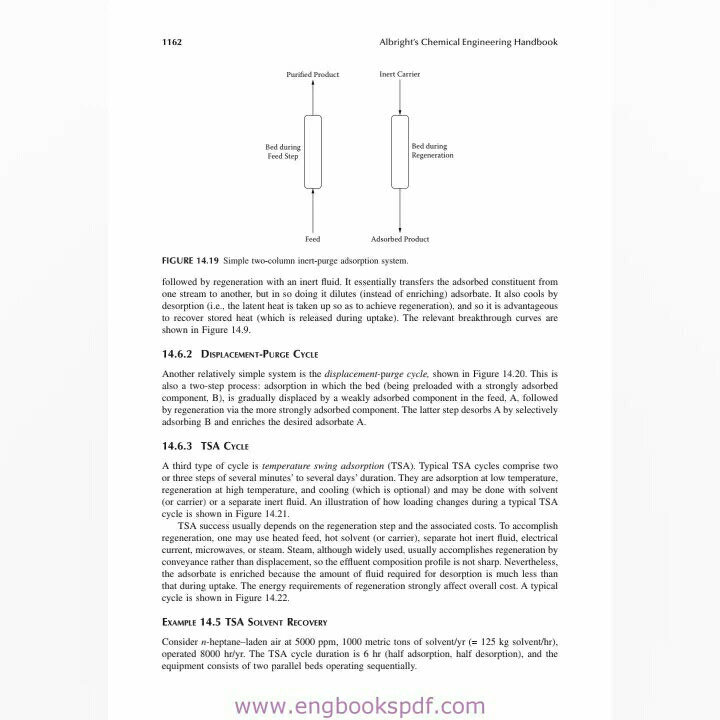 1162 Albright's Chemical Engineering Handbook
Purified Product Inert Carrier
Bed during
Feed Step
Bed during
Regeneration
Feed Adsorbed Product
FIGURE 14.19 Simple two-column inert-purge adsorption system.
followed by regeneration with an inert fluid. It essentially transfers the adsorbed constituent from
one stream to another, but in so doing it dilutes (instead of enriching) adsorbate. It also cools by
desorption (i.e., the latent heat is taken up so as to achieve regeneration), and so it is advantageous
to recover stored heat (which is released during uptake). The relevant breakthrough curves are
shown in Figure 14.9.
14.6.2 Displacement-Purge Cycle
Another relatively simple system is the displacement-purge cycle, shown in Figure 14.20. This is
also a two-step process: adsorption in which the bed (being preloaded with a strongly adsorbed
component, B), is gradually displaced by a weakly adsorbed component in the feed, A, followed
by regeneration via the more strongly adsorbed component. The latter step desorbs A by selectively
adsorbing B and enriches the desired adsorbate A.
14.6.3 TSA Cycle
A third type of cycle is temperature swing adsorption (TSA). Typical TSA cycles comprise two
or three steps of several minutes' to several days' duration. They are adsorption at low temperature,
regeneration at high temperature, and cooling (which is optional) and may be done with solvent
(or carrier) or a separate inert fluid. An illustration of how loading changes during a typical TSA
cycle is shown in Figure 14.21.
TSA success usually depends on the regeneration step and the associated costs. To accomplish
regeneration, one may use heated feed, hot solvent (or carrier), separate hot inert fluid, electrical
current, microwaves, or steam. Steam, although widely used, usually accomplishes regeneration by
conveyance rather than displacement, so the effluent composition profile is not sharp. Nevertheless,
the adsorbate is enriched because the amount of fluid required for desorption is much less than
that during uptake. The energy requirements of regeneration strongly affect overall cost. A typical
cycle is shown in Figure 14.22.
Example 14.5 TSA Solvent Recovery
Consider n-heptane–laden air at 5000 ppm, 1000 metric tons of solvent/yr (= 125 kg solvent/hr),
operated 8000 hr/yr. The TSA cycle duration is 6 hr (half adsorption, half desorption), and the
equipment consists of two parallel beds operating sequentially.
www.engbookspdf.com